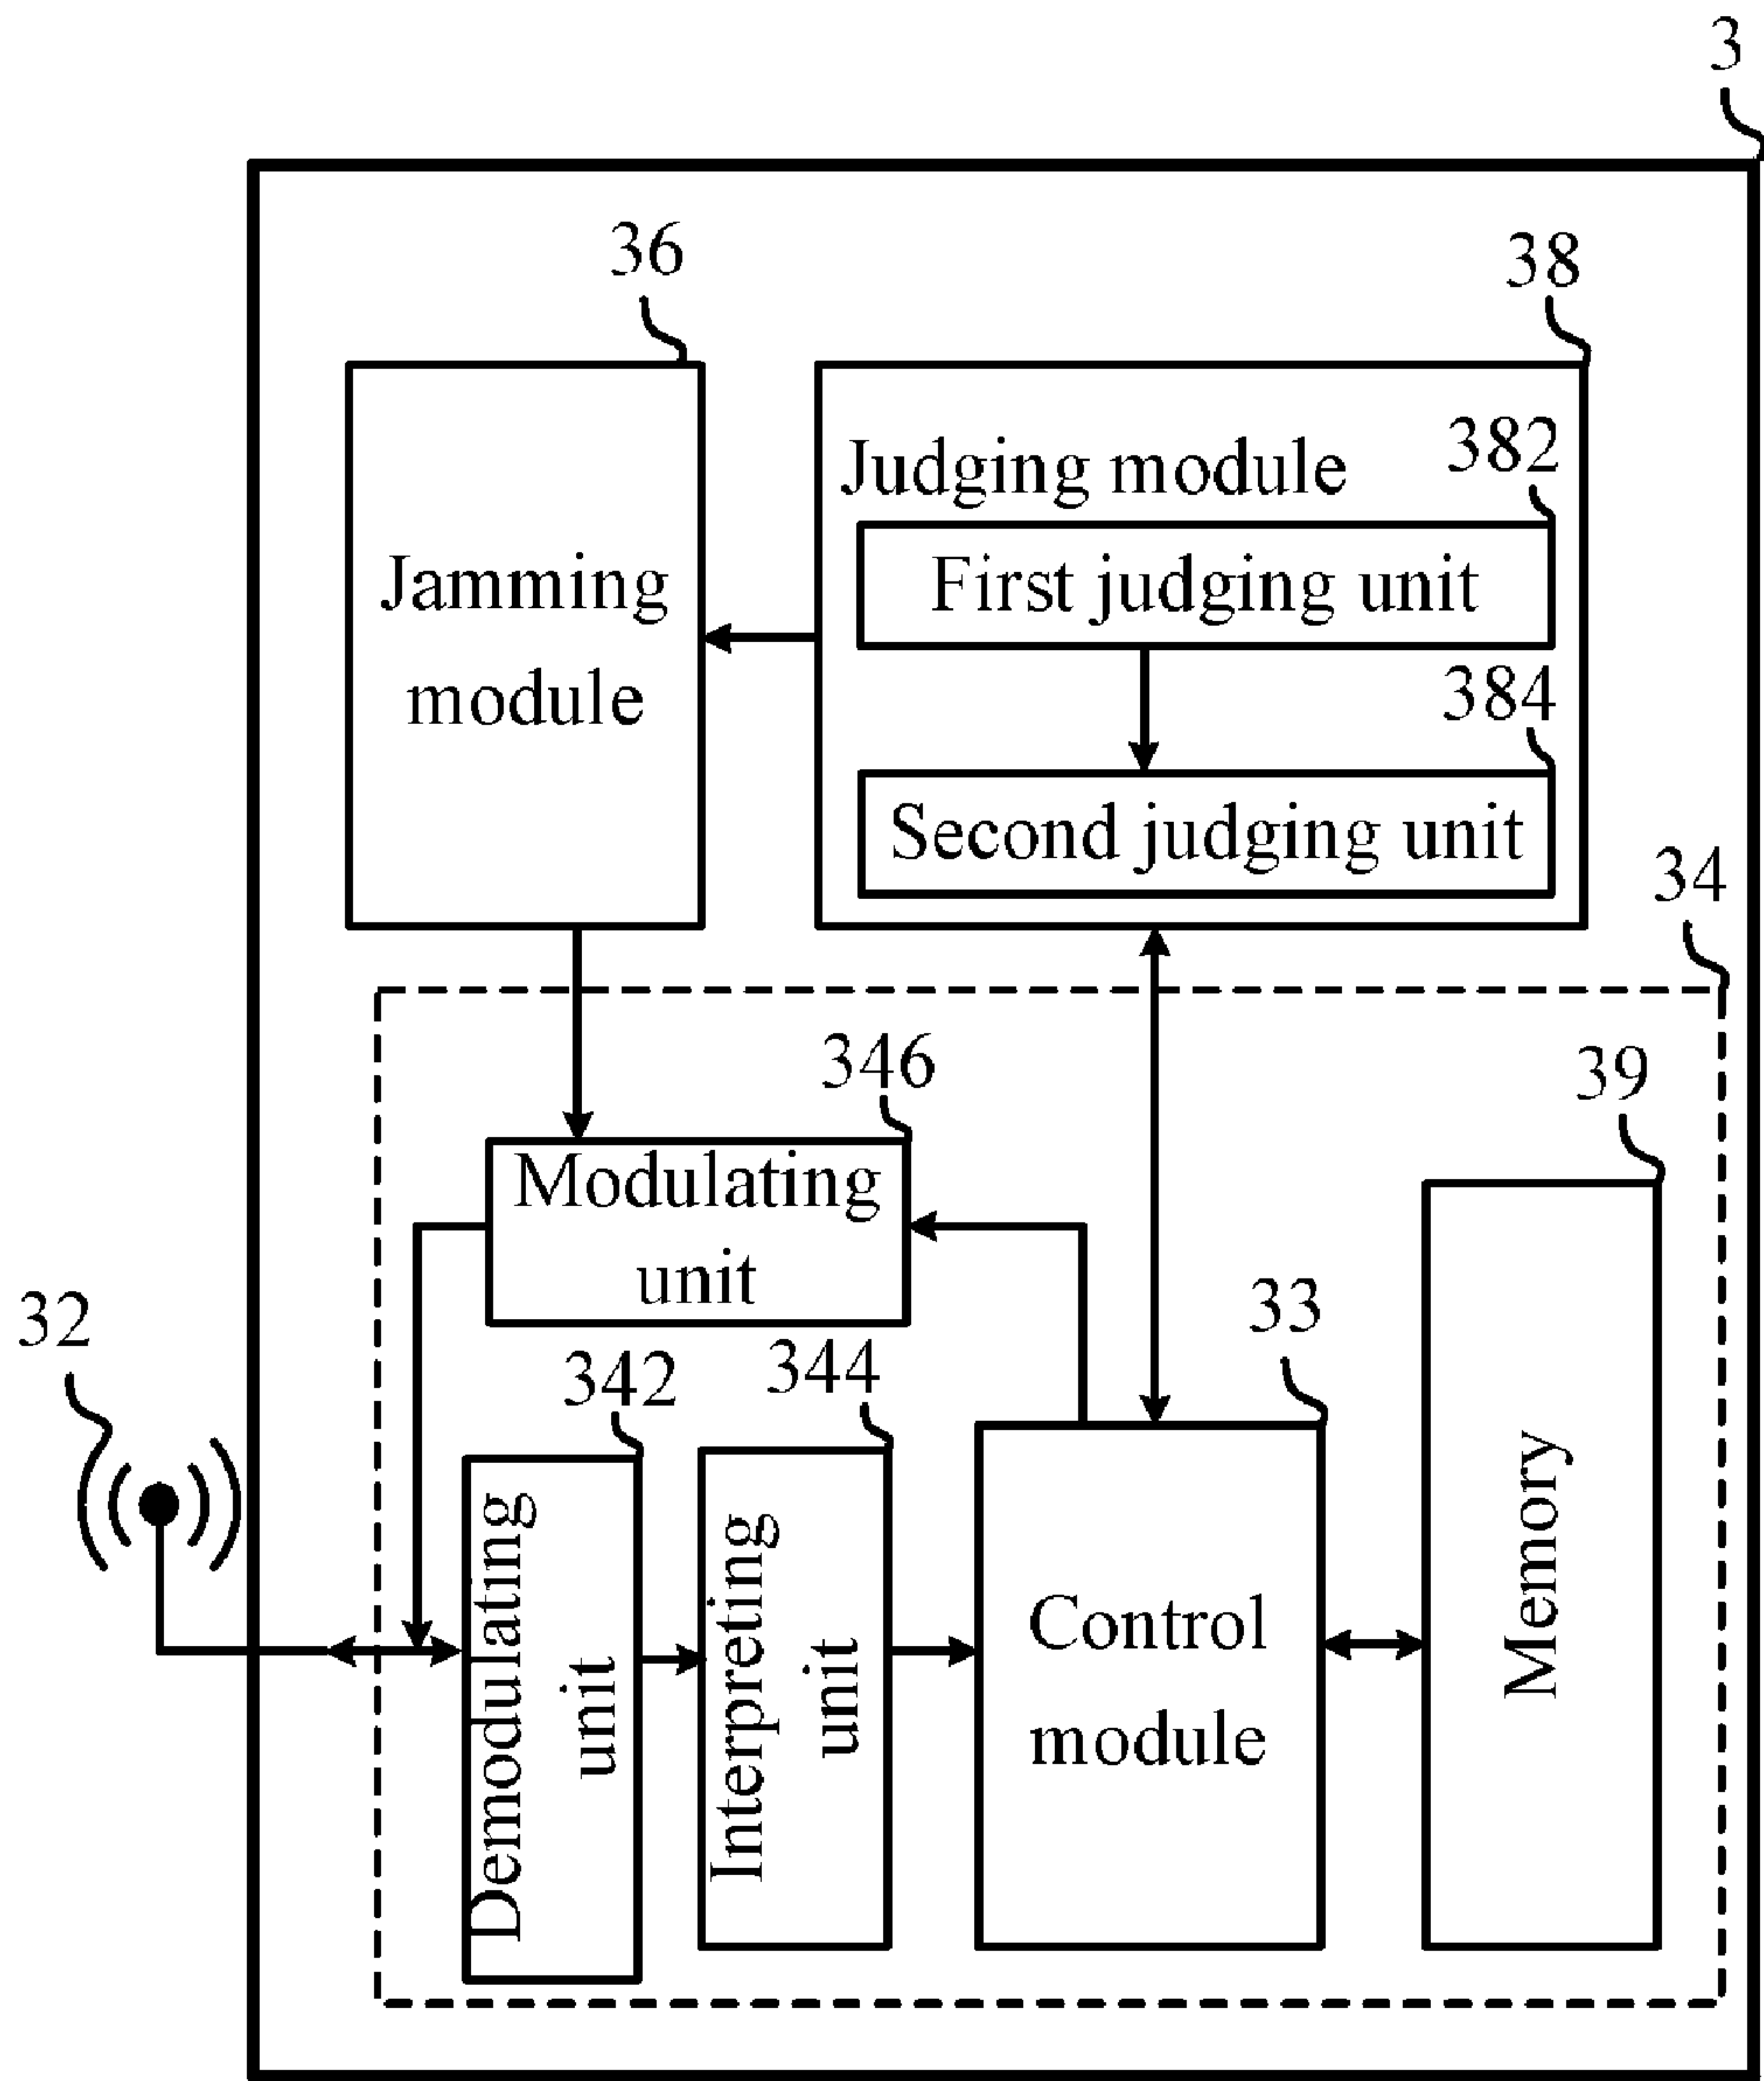 3
36
38
Judging module
382
First judging unit
Jamming
module
384
Second judging unit
34
346
39
Modulating
unit
33
32
342
344
Demodulating
unit
Interpreting
unit
Control
module
Memory